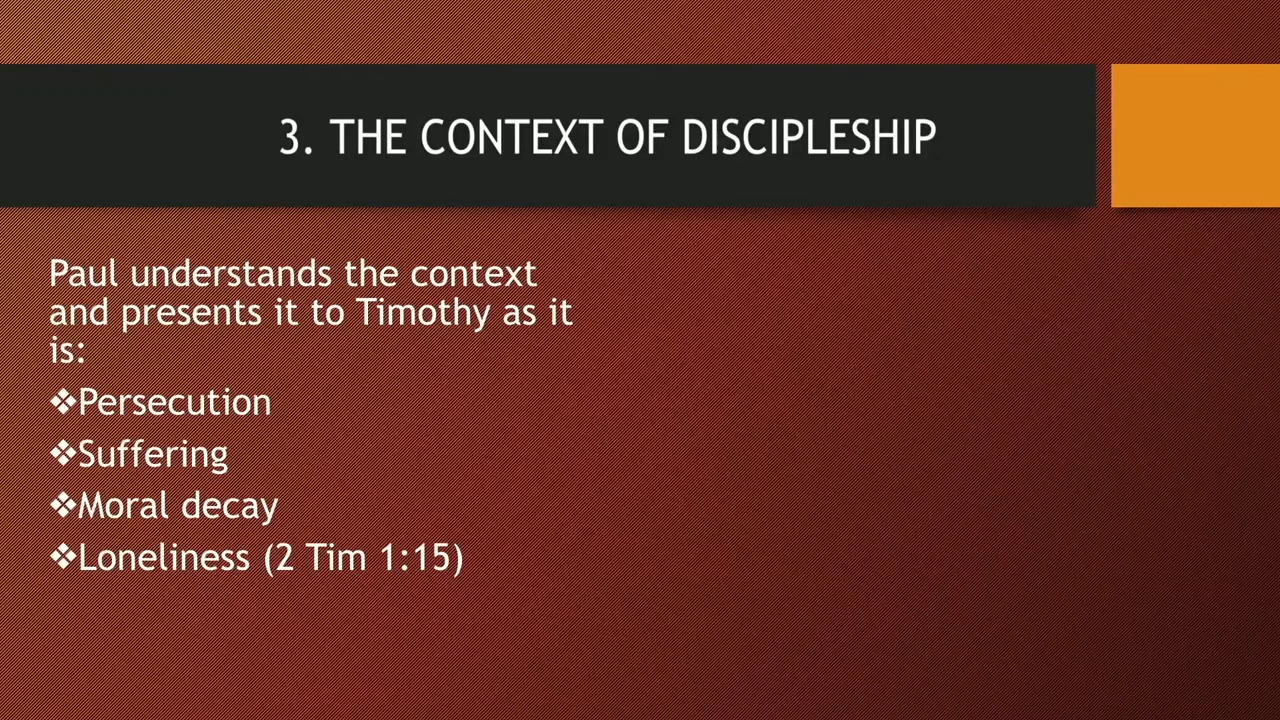 3. THE CONTEXT OF DISCIPLESHIP
Paul understands the context
and presents it to Timothy as it
is:
❖Persecution
❖Suffering
❖Moral decay
❖Loneliness (2 Tim 1:15)